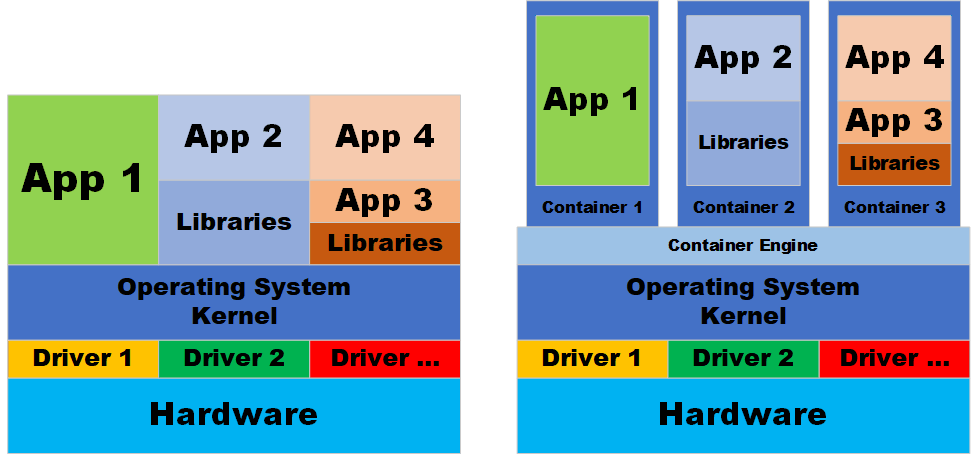 App 1
App 2
App 4
Libraries
App 3
Libraries
Operating System
Kernel
Driver 1
Driver 2
Driver ...
Hardware
App 1
Container 1
App 2
Libraries
Container 2
App 4
App 3
Libraries
Container 3
Container Engine
Operating System
Kernel
Driver 1
Driver 2
Driver ...
Hardware